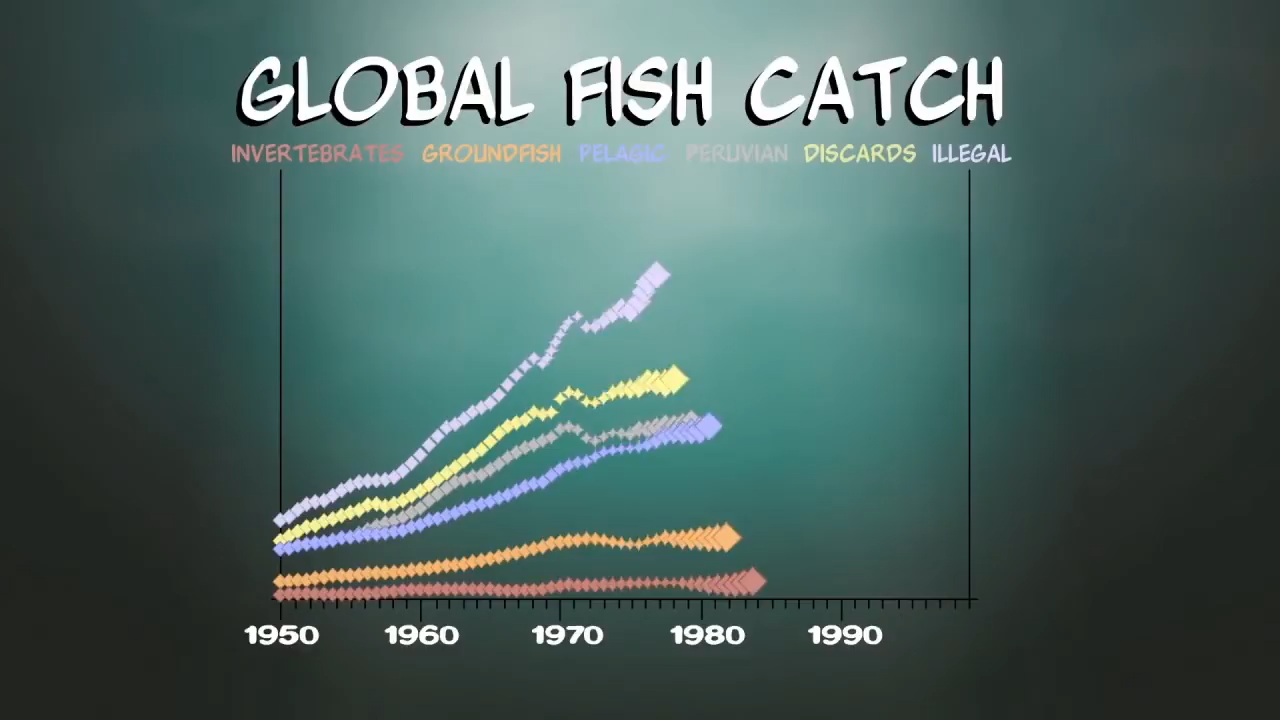 GLOBAL FISH CATCH
INVERTEBRATES GROUNDFISH PELAGIC PERUVIAN DISCARDS ILLEGAL
1950 1960 1970 1980 1990